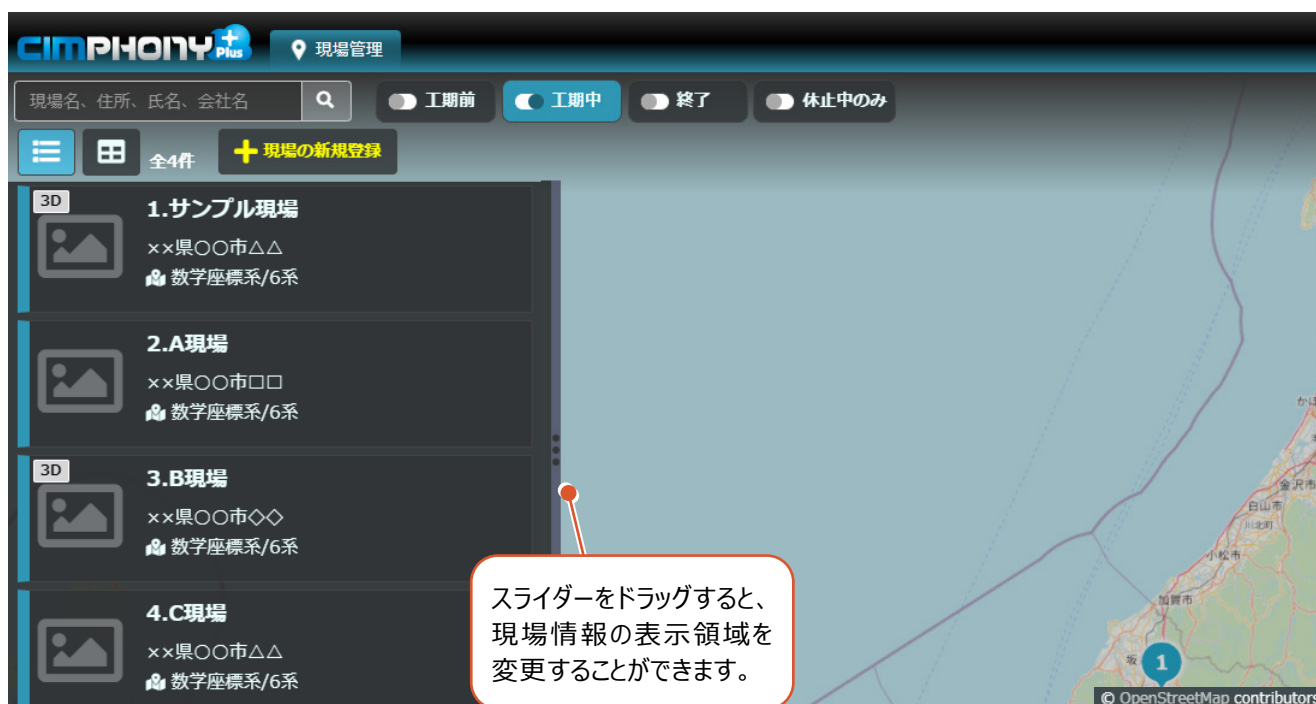 CIMPHONY Plus
現場管理
現場名、住所、氏名、会社名
工期前
工期中
終了
休止中のみ
全4件
現場の新規登録
3D
1.サンプル現場
××県○○市△△
数学座標系/6系
2.A現場
××県○○市□□
数学座標系/6系
3D
3.B現場
××県○○市◇◇
数学座標系/6系
4.C現場
××県○○市△△
数学座標系/6系
スライダーをドラッグすると、
現場情報の表示領域を
変更することができます。
かほ
金沢市
白山市
川北町
小松市
加賀市
坂
1
© OpenStreetMap contributors